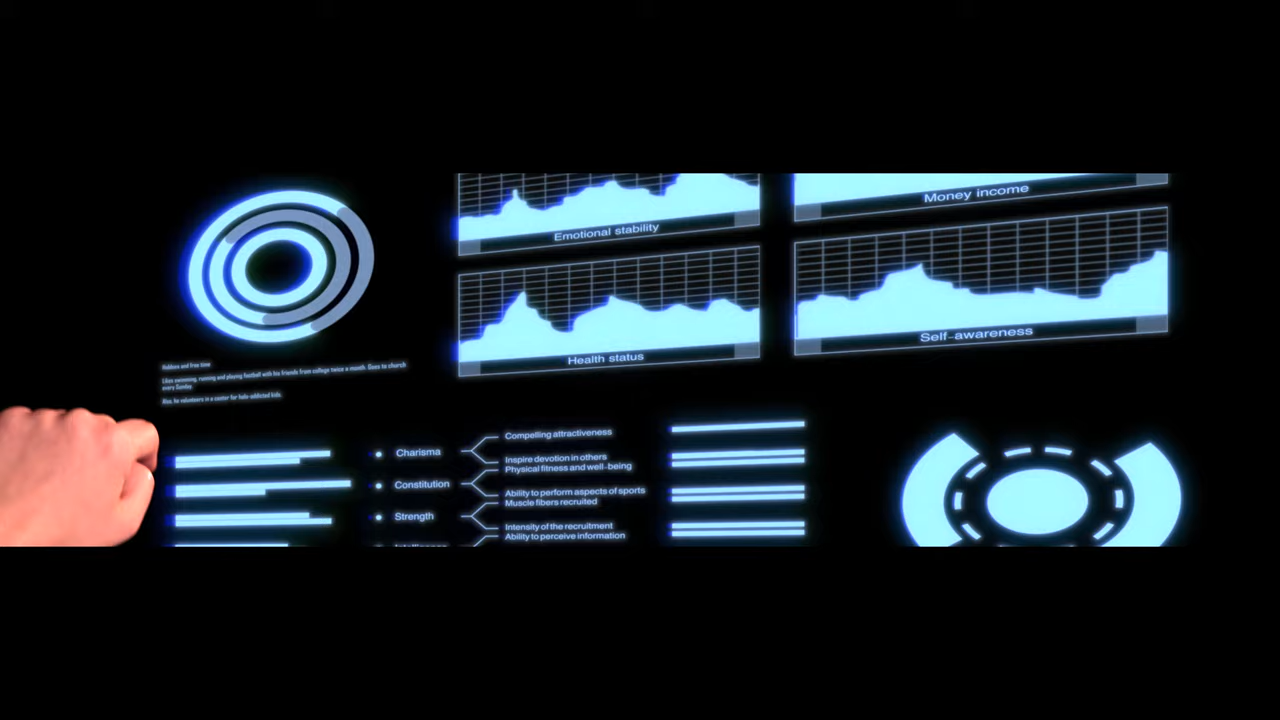 Money income
Emotional stability
Self-awareness
Health status
Hobbies and free time
Likes swimming, running and playing football with his friends from college twice a month. Goes to church
every Sunday.
Also, he volunteers in a center for holo-addicted kids.
Charisma
Compelling attractiveness
Inspire devotion in others
Constitution
Physical fitness and well-being
Ability to perform aspects of sports
Strength
Muscle fibers recruited
Intensity of the recruitment
Ability to perceive information